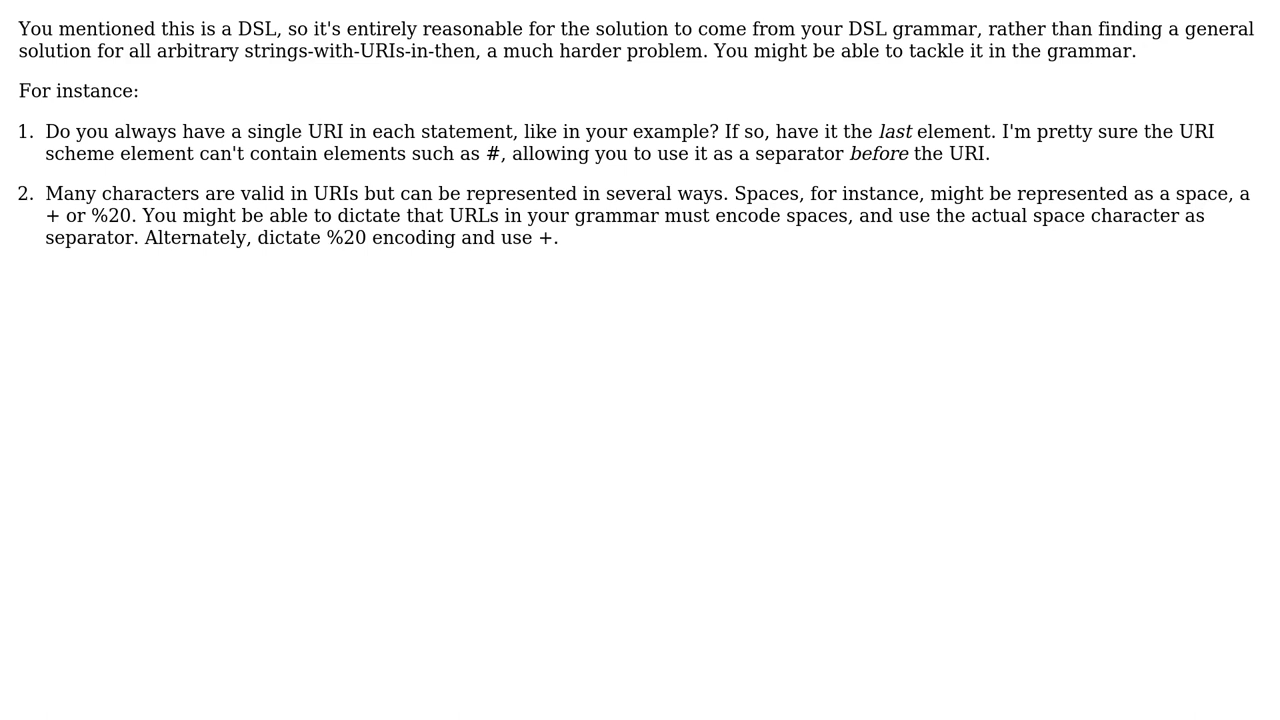 You mentioned this is a DSL, so it's entirely reasonable for the solution to come from your DSL grammar, rather than finding a general
solution for all arbitrary strings-with-URIs-in-then, a much harder problem. You might be able to tackle it in the grammar.
For instance:
1. Do you always have a single URI in each statement, like in your example? If so, have it the last element. I'm pretty sure the URI
scheme element can't contain elements such as #, allowing you to use it as a separator before the URI.
2. Many characters are valid in URIs but can be represented in several ways. Spaces, for instance, might be represented as a space, a
+ or %20. You might be able to dictate that URLs in your grammar must encode spaces, and use the actual space character as
separator. Alternately, dictate %20 encoding and use +.